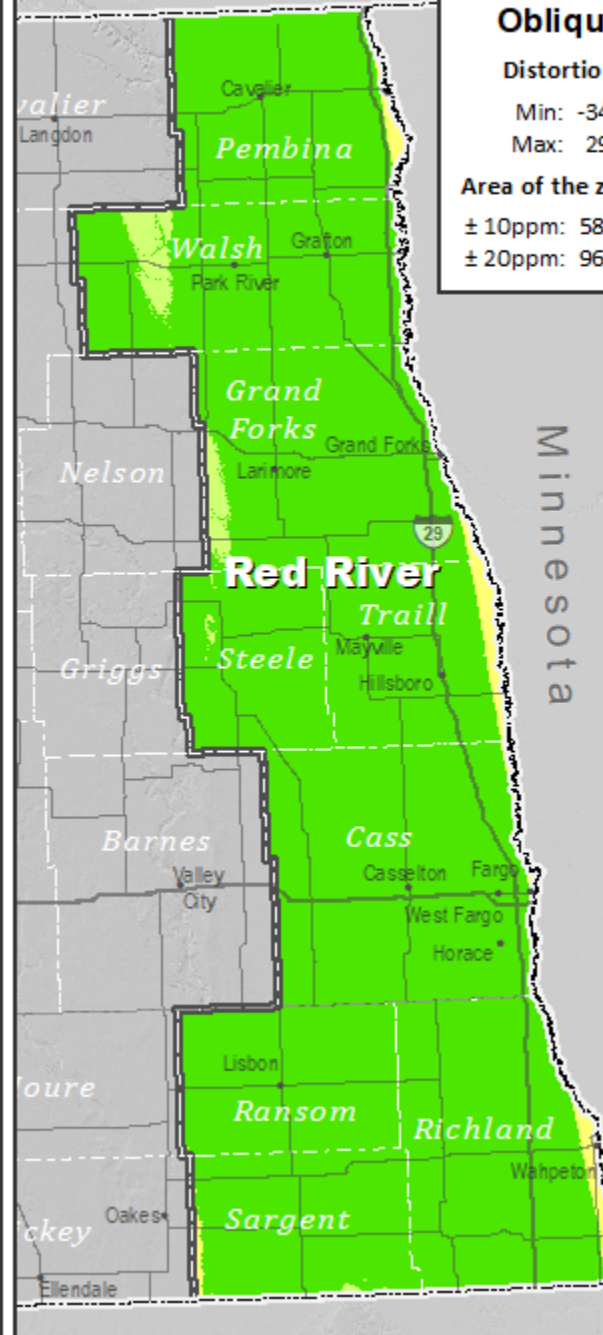 Obliqu
Distortio
Min: -34
Max: 29
Area of the z
± 10ppm: 58
± 20ppm: 96
Cavalier
valier
Langdon
Pembina
Walsh
Grafton
Park River
Grand
Forks
Grand Forks
Larimore
Nelson
Minnesota
29
Red River
Traill
Mayville
Steele
Griggs
Hillsboro
Barnes
Cass
Valley
City
Casselton
Fargo
West Fargo
Horace
Lisbon
Moure
Ransom
Richland
Wahpeton
Oakes
Sargent
ckey
Ellendale